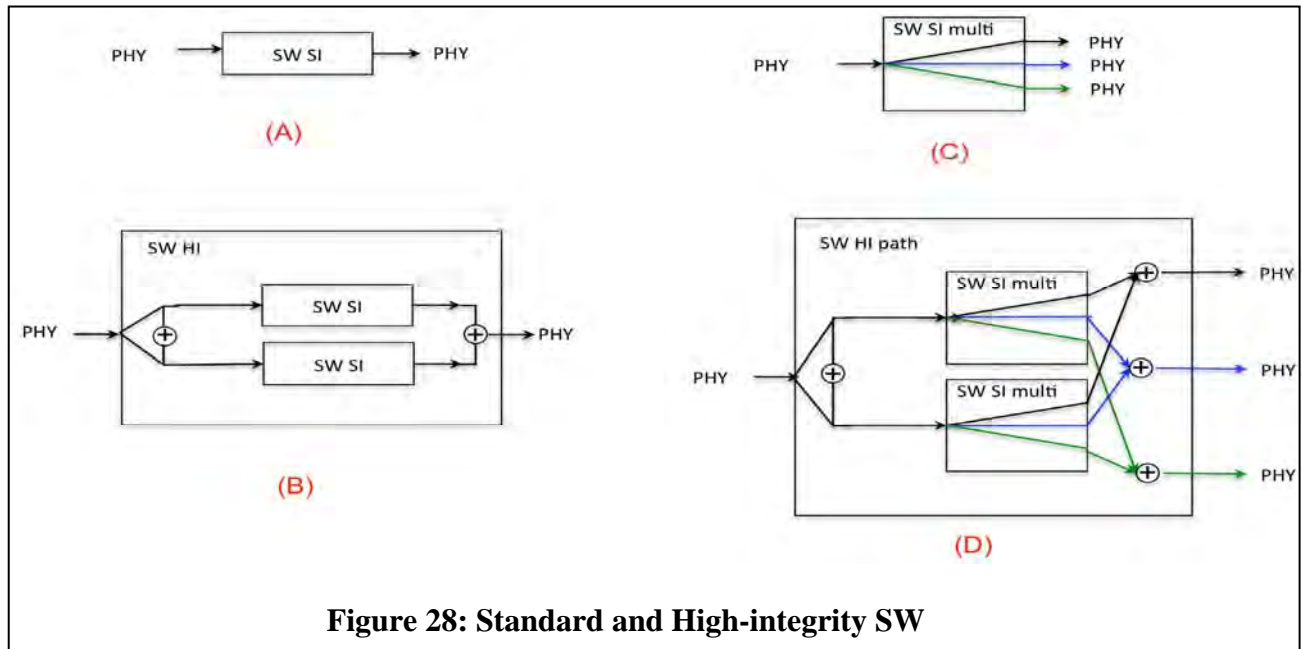 PHY
SW SI
PHY
(A)
SW SI multi
PHY
PHY
PHY
PHY
(C)
SW HI
SW SI
PHY
PHY
SW SI
(B)
SW HI path
SW SI multi
PHY
PHY
PHY
SW SI multi
PHY
(D)
Figure 28: Standard and High-integrity SW